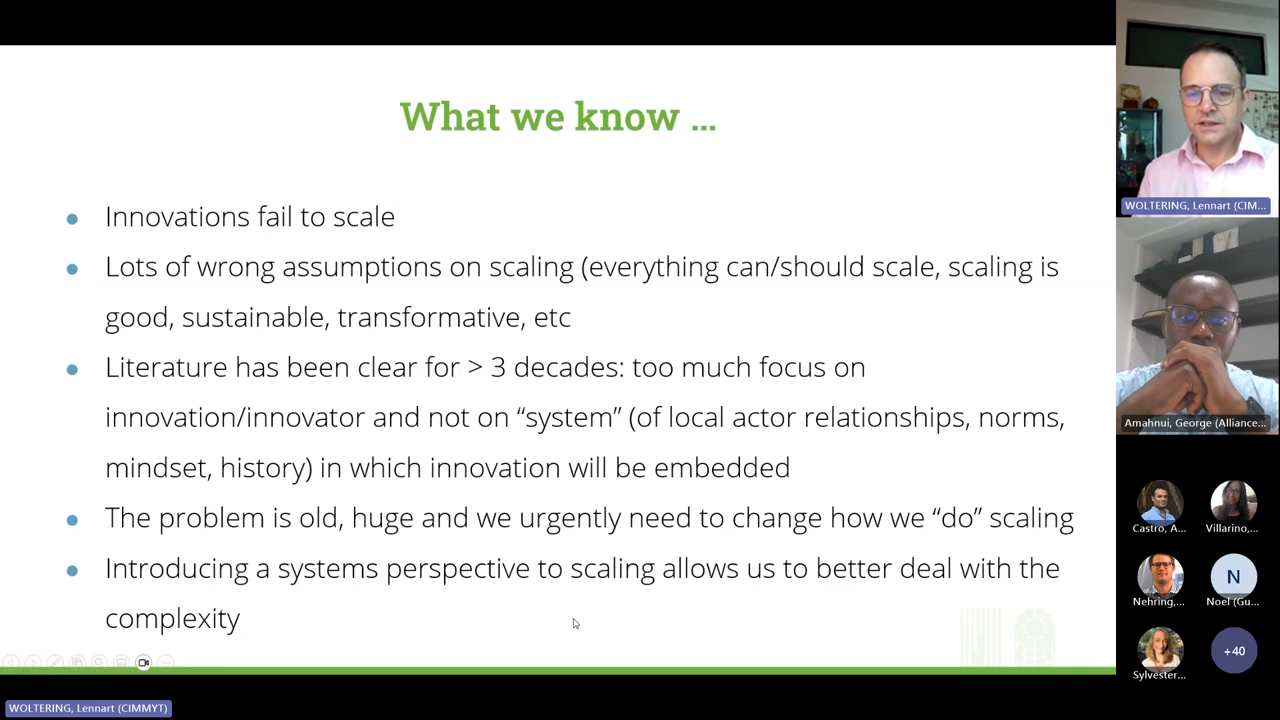 What we know ...
Innovations fail to scale
Lots of wrong assumptions on scaling (everything can/should scale, scaling is
good, sustainable, transformative, etc
Literature has been clear for > 3 decades: too much focus on
innovation/innovator and not on “system” (of local actor relationships, norms,
mindset, history) in which innovation will be embedded
The problem is old, huge and we urgently need to change how we “do” scaling
Introducing a systems perspective to scaling allows us to better deal with the
complexity
WOLTERING, Lennart (CIM...
Amahnui, George (Alliance...
Castro, A...
Villarino,...
Nehring,...
N
Noel (Gu...
Sylvester...
+40
WOLTERING, Lennart (CIMMYT)